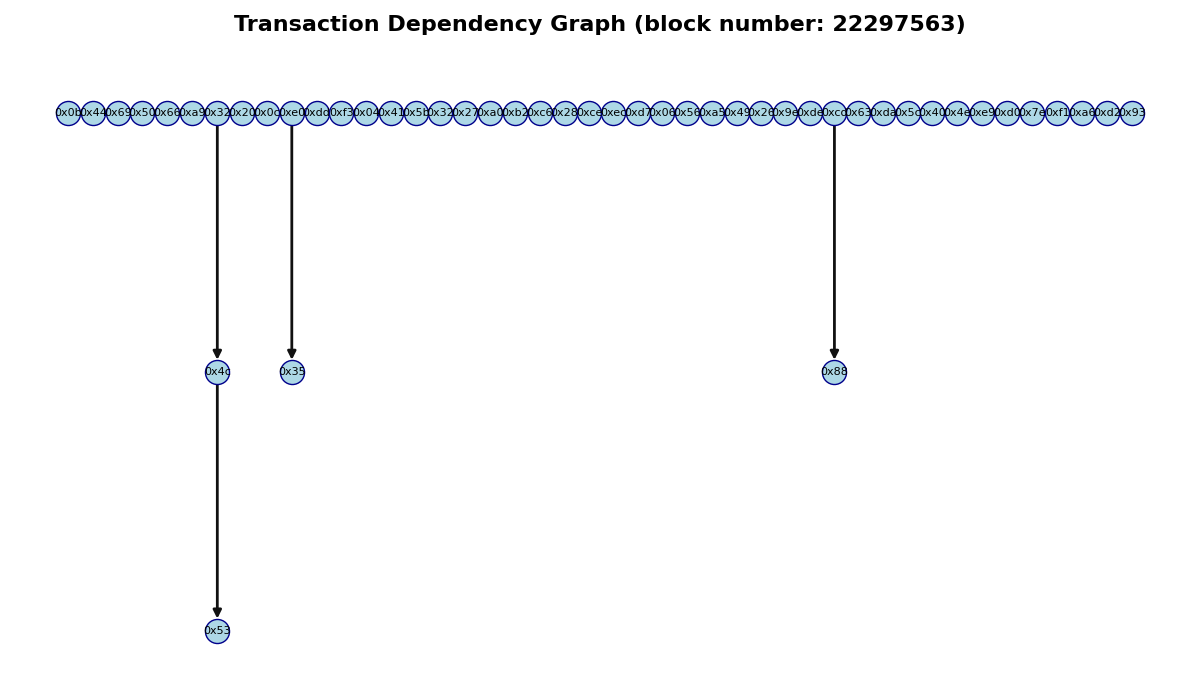 Transaction Dependency Graph (block number: 22297563)
0x0b 0x44 0x69 0x50 0x66 0xa9 0x32 0x20 0x0c 0xe0 0xdd 0xf3 0x04 0x41 0x5b 0x32 0x27 0xa0 0xb2 0xc6 0x28 0xce 0xec 0xd7 0x06 0x56 0xa5 0x49 0x26 0x9e 0xde 0xcc 0x63 0xda 0x5c 0x40 0x4e 0xe9 0xd0 0x7e 0xf1 0xa6 0xd2 0x93
0x4c 0x35 0x88
0x53